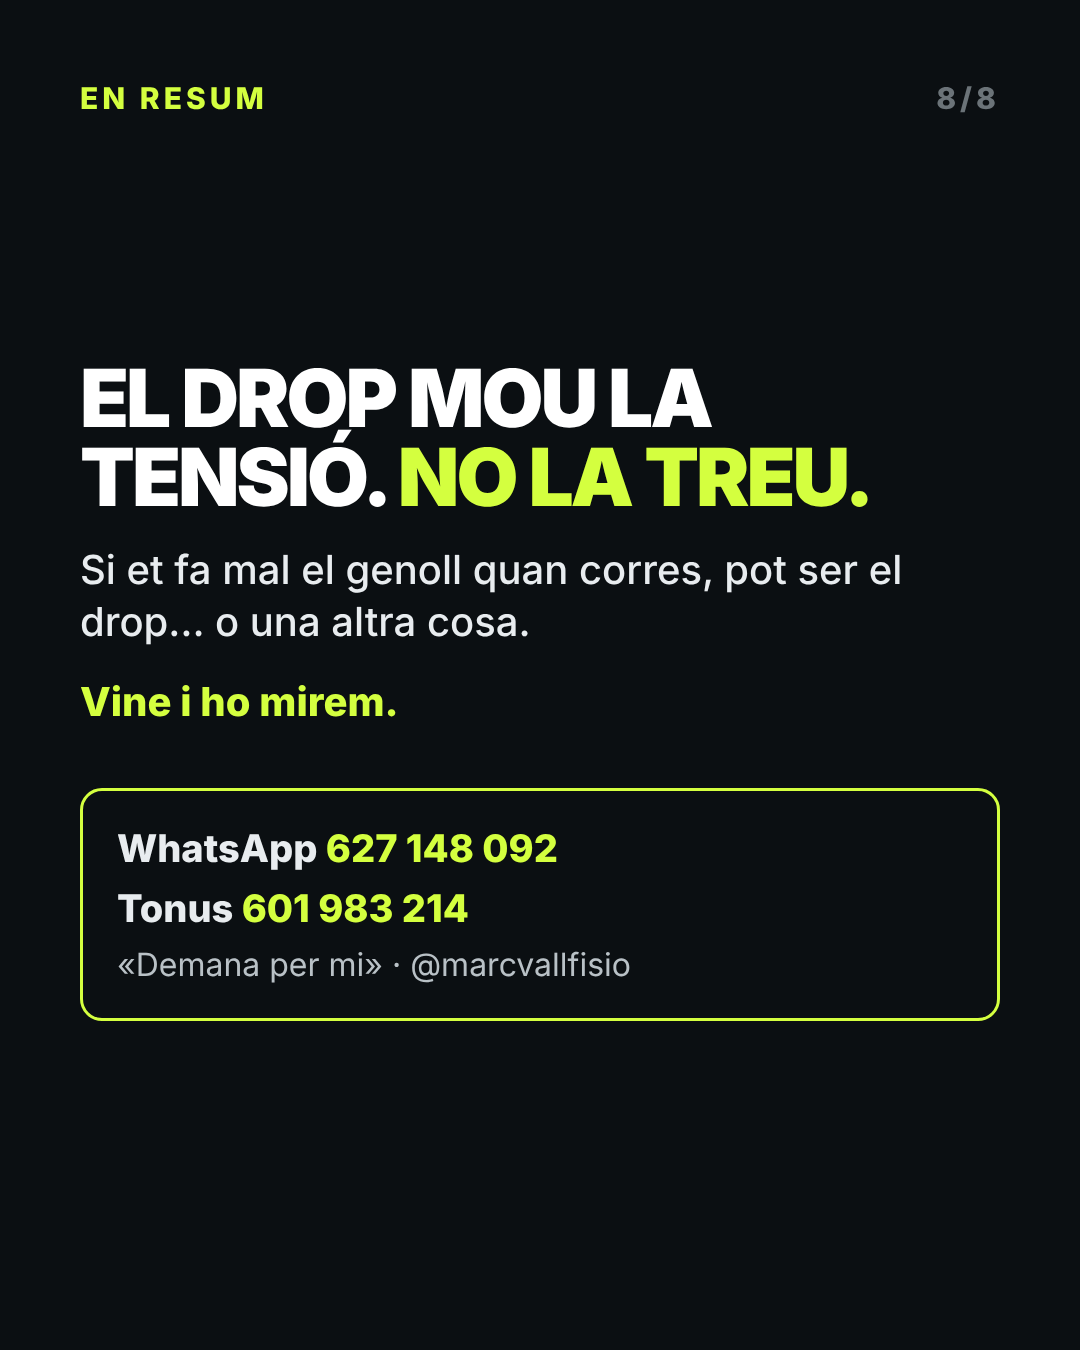 EN RESUM
8/8
EL DROP MOU LA
TENSIÓ. NO LA TREU.
Si et fa mal el genoll quan corres, pot ser el
drop... o una altra cosa.
Vine i ho mirem.
WhatsApp 627 148 092
Tonus 601 983 214
«Demana per mi» · @marcvallfisio